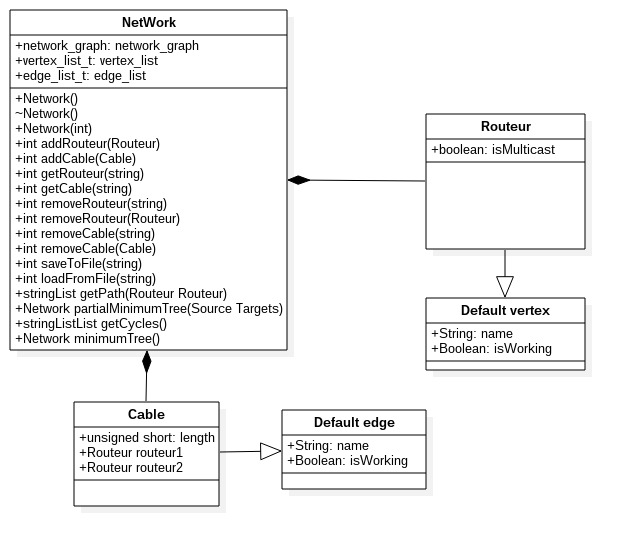 NetWork
+network_graph: network_graph
+vertex_list_t: vertex_list
+edge_list_t: edge_list
+Network()
~Network()
+Network(int)
+int addRouteur(Routeur)
+int addCable(Cable)
+int getRouteur(string)
+int getCable(string)
+int removeRouteur(string)
+int removeRouteur(Routeur)
+int removeCable(string)
+int removeCable(Cable)
+int saveToFile(string)
+int loadFromFile(string)
+stringList getPath(Routeur Routeur)
+Network partialMinimumTree(Source Targets)
+stringListList getCycles()
+Network minimumTree()
Routeur
+boolean: isMulticast
Default vertex
+String: name
+Boolean: isWorking
Cable
+unsigned short: length
+Routeur routeur1
+Routeur routeur2
Default edge
+String: name
+Boolean: isWorking